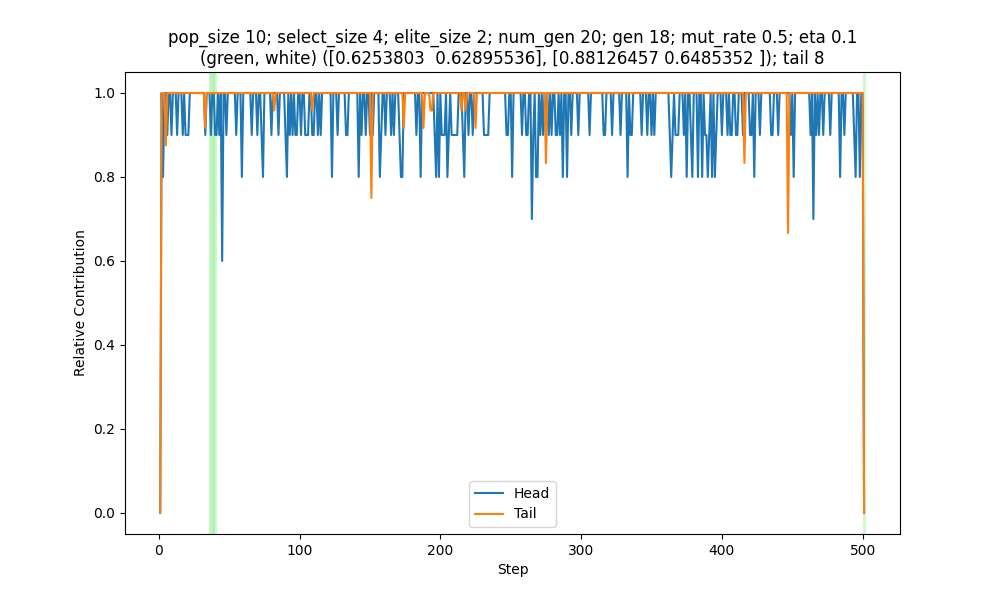 pop_size 10; select_size 4; elite_size 2; num_gen 20; gen 18; mut_rate 0.5; eta 0.1
(green, white) ([0.6253803  0.62895536], [0.88126457 0.6485352 ]); tail 8
1.0
0.8
0.6
0.4
0.2
0.0
Relative Contribution
Head
Tail
0 100 200 300 400 500
Step